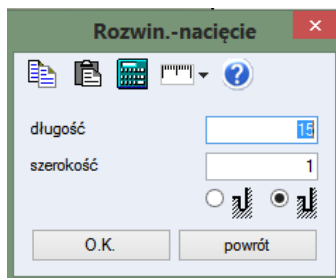 Rozwin.-nacięcie
długość
15
szerokość
1
O.K.
powrót